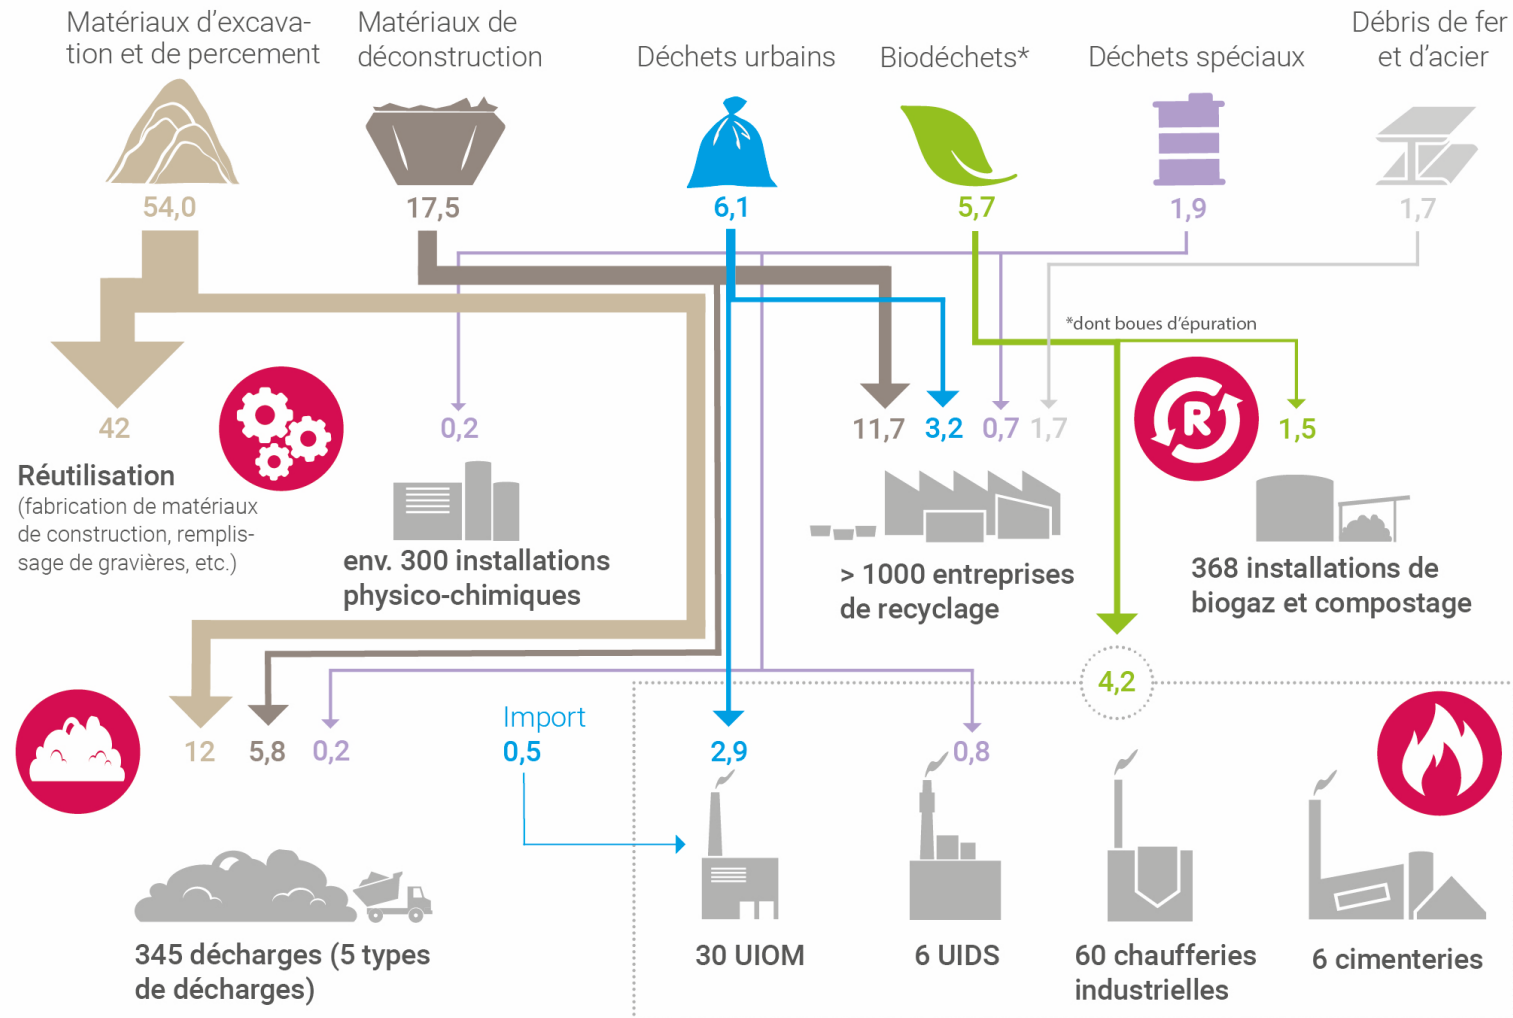 Matériaux d'excava-
tion et de percement
Matériaux de
déconstruction
Déchets urbains
Biodéchets*
Déchets spéciaux
Débris de fer
et d'acier
54,0
17,5
6,1
5,7
1,9
1,7
*dont boues d'épuration
42
0,2
11,7
3,2
0,7
1,7
R
1,5
Réutilisation
(fabrication de matériaux
de construction, remplis-
sage de gravières, etc.)
env. 300 installations
physico-chimiques
> 1000 entreprises
de recyclage
368 installations de
biogaz et compostage
4,2
12
5,8
0,2
Import
0,5
2,9
0,8
345 décharges (5 types
de décharges)
30 UIOM
6 UIDS
60 chaufferies
industrielles
6 cimenteries